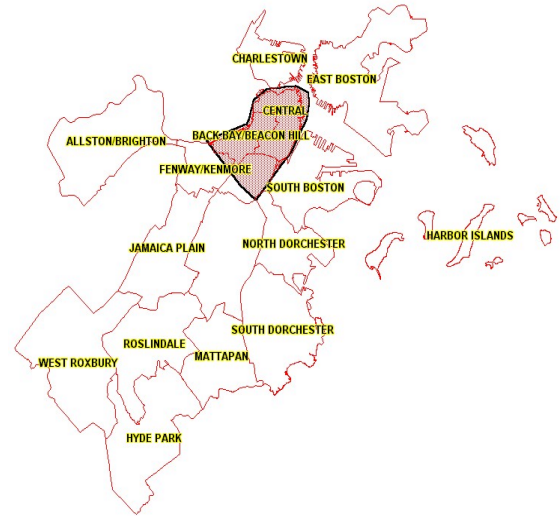 CHARLESTOWN
EAST BOSTON
CENTRAL
BACK BAY/BEACON HILL
ALLSTON/BRIGHTON
FENWAY/KENMORE
SOUTH BOSTON
HARBOR ISLANDS
JAMAICA PLAIN
NORTH DORCHESTER
SOUTH DORCHESTER
ROSLINDALE
MATTAPAN
WEST ROXBURY
HYDE PARK